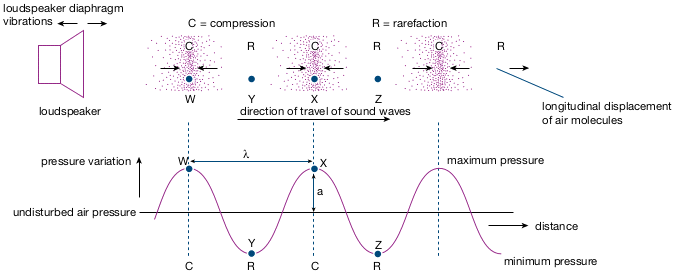 loudspeaker diaphragm
vibrations
C = compression
R = rarefaction
C R C R C R
W Y X Z
loudspeaker
direction of travel of sound waves
longitudinal displacement
of air molecules
pressure variation
W λ X
maximum pressure
a
undisturbed air pressure
distance
Y Z
minimum pressure
C R C R